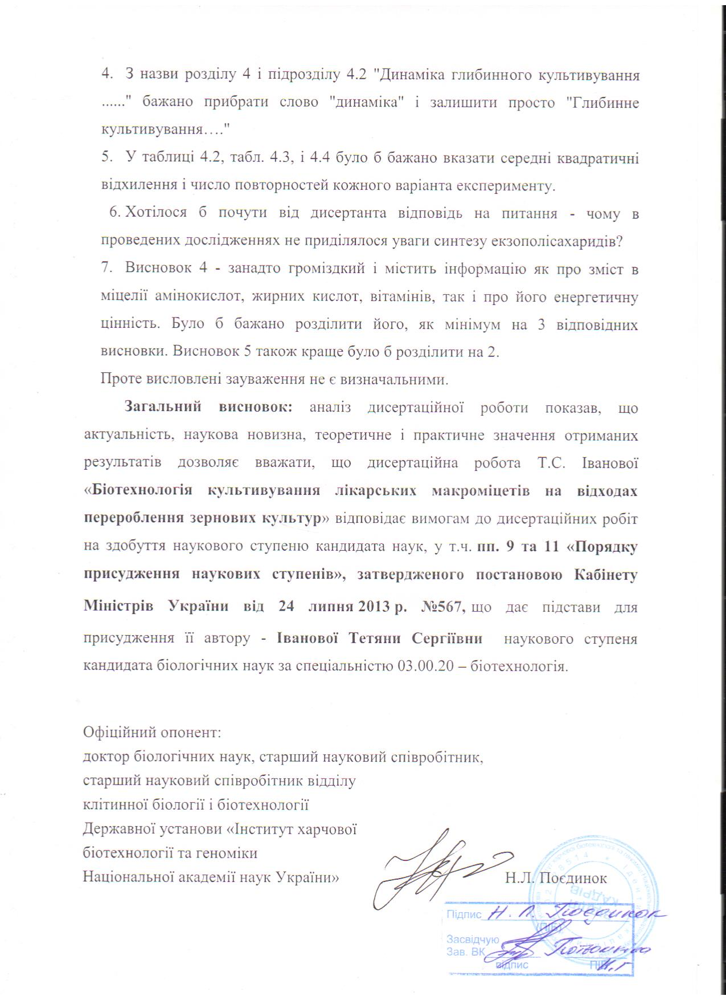 4. З назви розділу 4 і підрозділу 4.2 "Динаміка глибинного культивування
......" бажано прибрати слово "динаміка" і залишити просто "Глибинне
культивування…."
5. У таблиці 4.2, табл. 4.3, і 4.4 було б бажано вказати середні квадратичні
відхилення і число повторностей кожного варіанта експерименту.
6. Хотілося б почути від дисертанта відповідь на питання - чому в
проведених дослідженнях не приділялося уваги синтезу екзополісахаридів?
7. Висновок 4 - занадто громіздкий і містить інформацію як про зміст в
міцелії амінокислот, жирних кислот, вітамінів, так і про його енергетичну
цінність. Було б бажано розділити його, як мінімум на 3 відповідних
висновки. Висновок 5 також краще було б розділити на 2.
Проте висловлені зауваження не є визначальними.
Загальний висновок: аналіз дисертаційної роботи показав, що
актуальність, наукова новизна, теоретичне і практичне значення отриманих
результатів дозволяє вважати, що дисертаційна робота Т.С. Іванової
«Біотехнологія культивування лікарських макроміцетів на відходах
перероблення зернових культур» відповідає вимогам до дисертаційних робіт
на здобуття наукового ступеню кандидата наук, у т.ч. пп. 9 та 11 «Порядку
присудження наукових ступенів», затвердженого постановою Кабінету
Міністрів України від 24 липня 2013 р. №567, що дає підстави для
присудження її автору - Іванової Тетяни Сергіївни наукового ступеня
кандидата біологічних наук за спеціальністю 03.00.20 – біотехнологія.
Офіційний опонент:
доктор біологічних наук, старший науковий співробітник,
старший науковий співробітник відділу
клітинної біології і біотехнології
Державної установи «Інститут харчової
біотехнології та геноміки
Національної академії наук України»
Н.Л. Поєдинок
КАДРІВ
Підпис Н. Л. Поєдинок
(ПІБ)
Засвідчую
Зав. ВК
підпис ПІБ